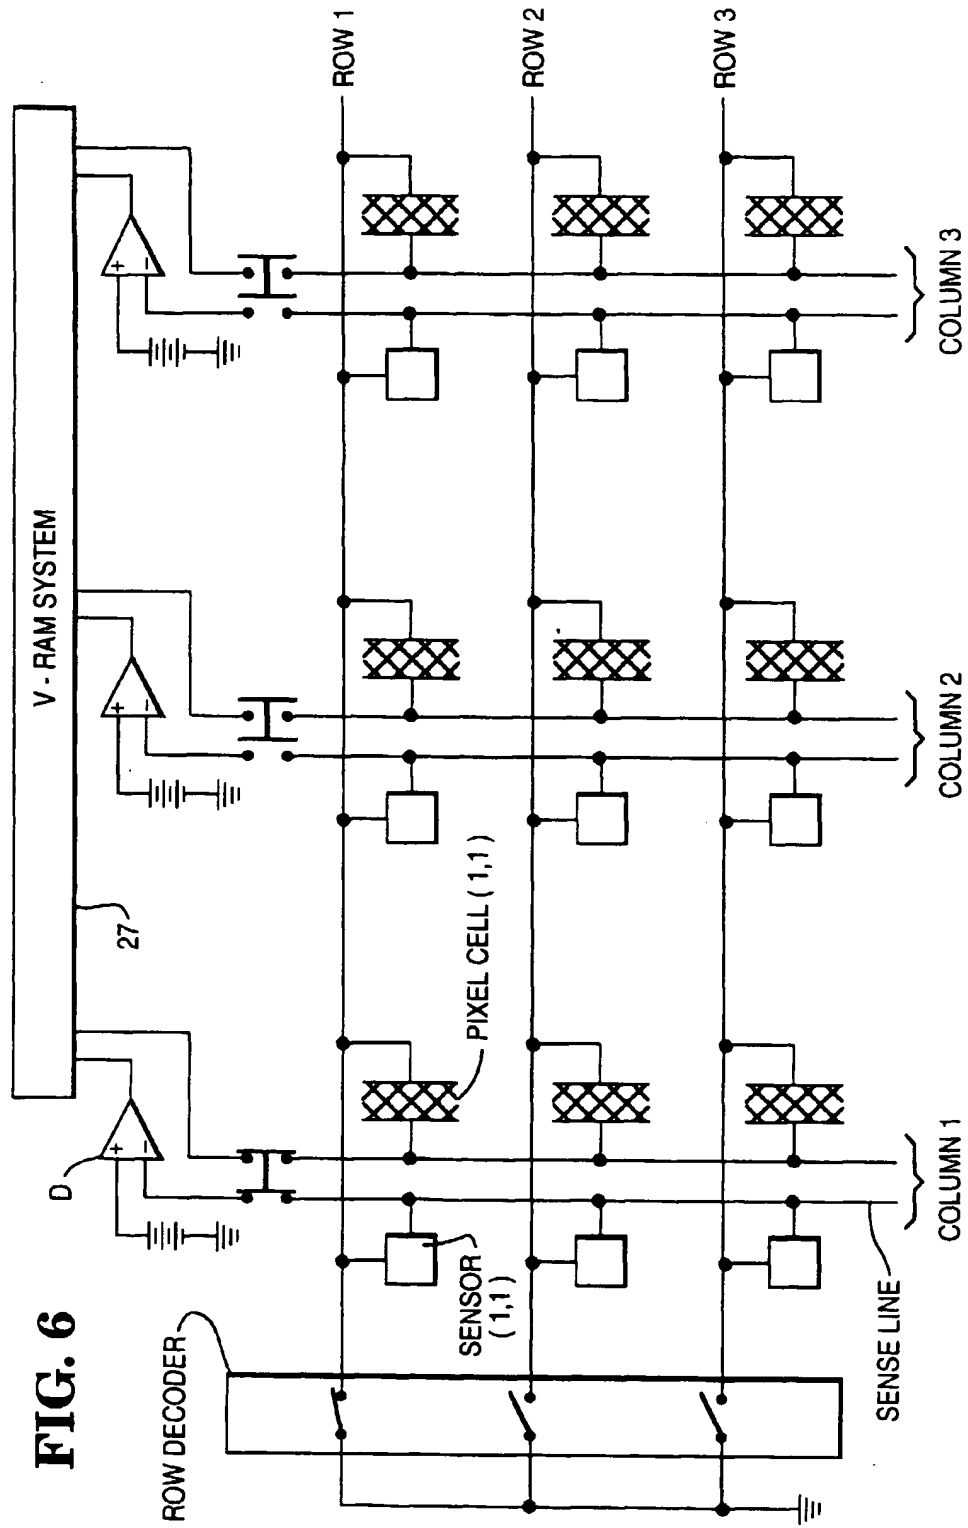 FIG. 6
V - RAM SYSTEM
27
D
+
−
+
−
+
−
ROW DECODER
ROW 1
ROW 2
ROW 3
SENSOR
( 1,1 )
PIXEL CELL ( 1,1 )
SENSE LINE
COLUMN 1
COLUMN 2
COLUMN 3